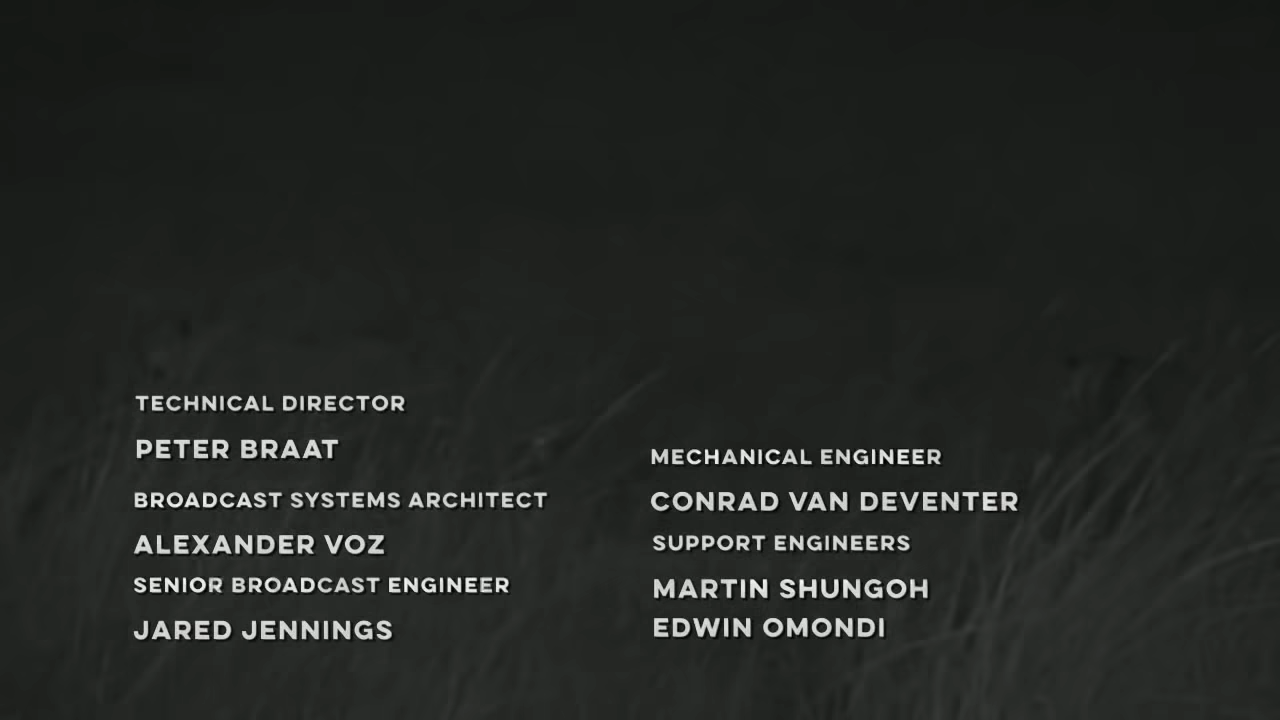 TECHNICAL DIRECTOR
PETER BRAAT
BROADCAST SYSTEMS ARCHITECT
ALEXANDER VOZ
SENIOR BROADCAST ENGINEER
JARED JENNINGS
MECHANICAL ENGINEER
CONRAD VAN DEVENTER
SUPPORT ENGINEERS
MARTIN SHUNGOH
EDWIN OMONDI